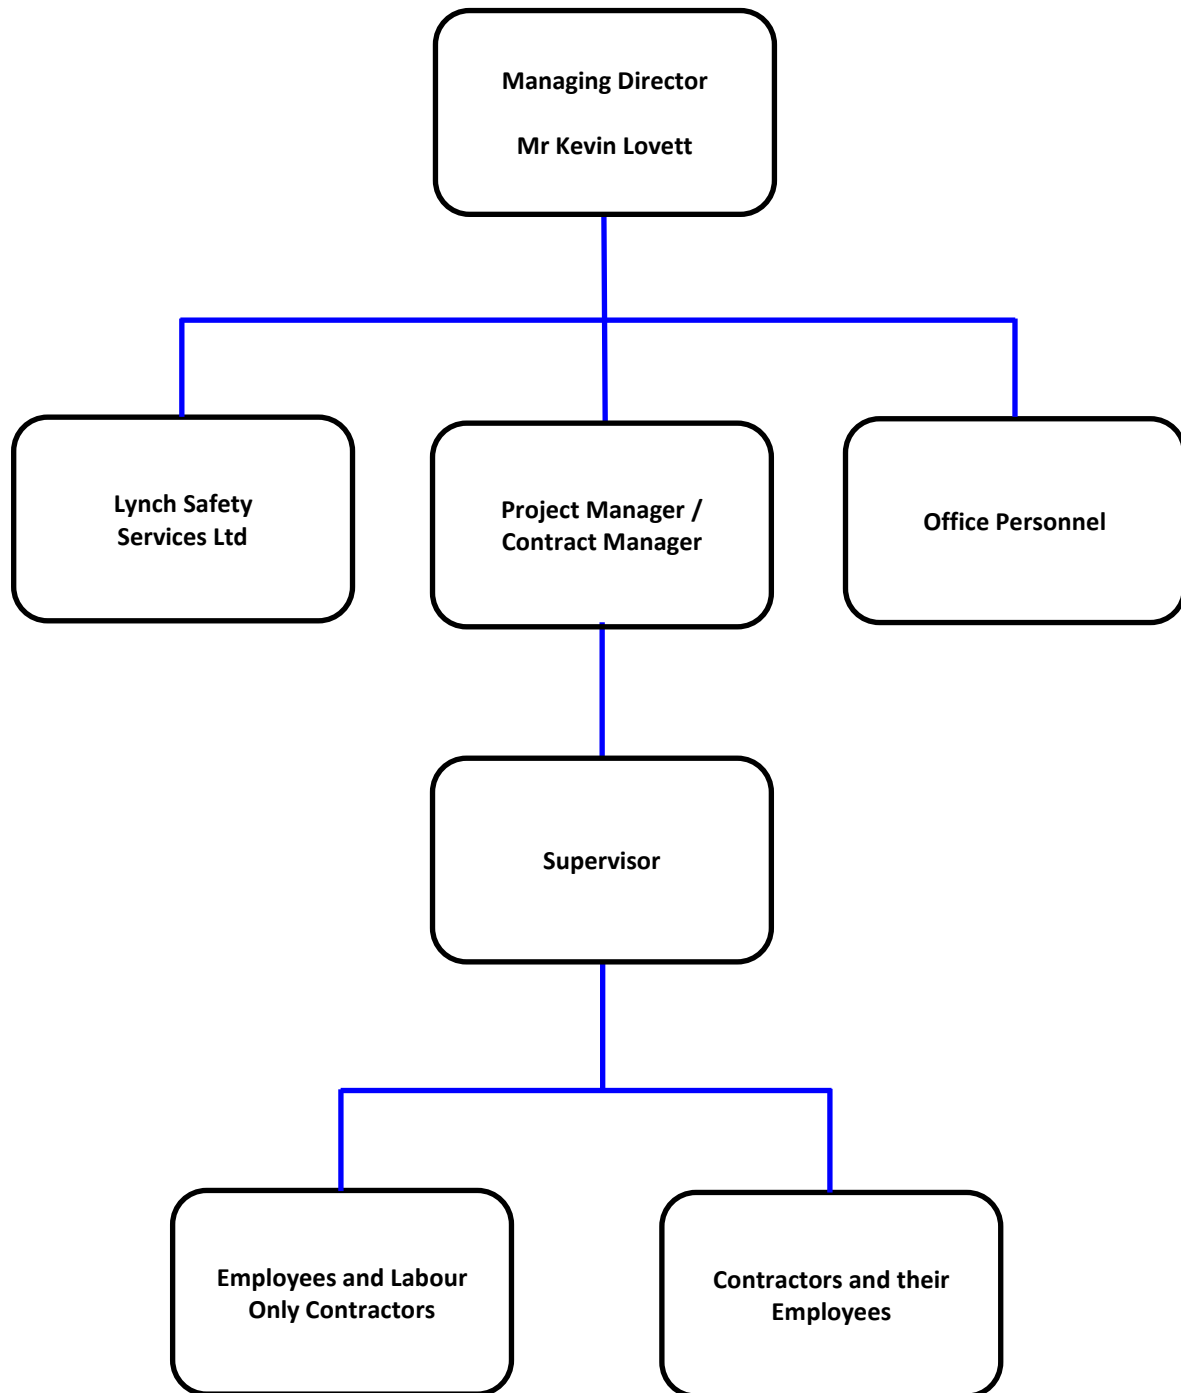 Managing Director
Mr Kevin Lovett
Lynch Safety
Services Ltd
Project Manager /
Contract Manager
Office Personnel
Supervisor
Employees and Labour
Only Contractors
Contractors and their
Employees